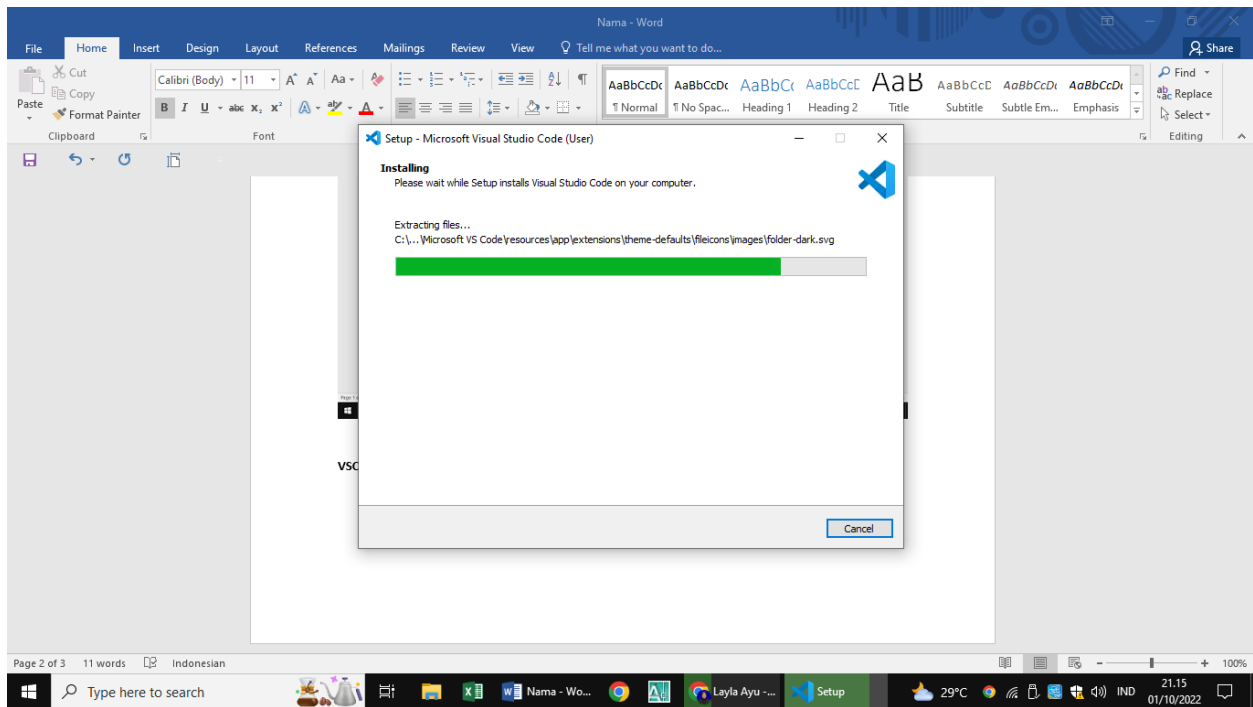 Nama - Word
File Home Insert Design Layout References Mailings Review View Tell me what you want to do... Share
Paste
Cut
Copy
Format Painter
Clipboard
Calibri (Body) 11 A A Aa
B I U abc X₂ X² A A
Font
AaBbCcDc AaBbCcDc AaBbCc AaBbCcE AaB AaBbCcD AaBbCcDc AaBbCcDc
¶ Normal ¶ No Spac... Heading 1 Heading 2 Title Subtitle Subtle Em... Emphasis
Find
Replace
Select
Editing
Setup - Microsoft Visual Studio Code (User)
Installing
Please wait while Setup installs Visual Studio Code on your computer.
Extracting files...
C:\...\Microsoft VS Code\resources\app\extensions\theme-defaults\fileicons\images\folder-dark.svg
VSC
Cancel
Page 2 of 3 11 words Indonesian 100%
Type here to search Nama - Wo... Layla Ayu -... Setup 29°C IND 21.15
01/10/2022